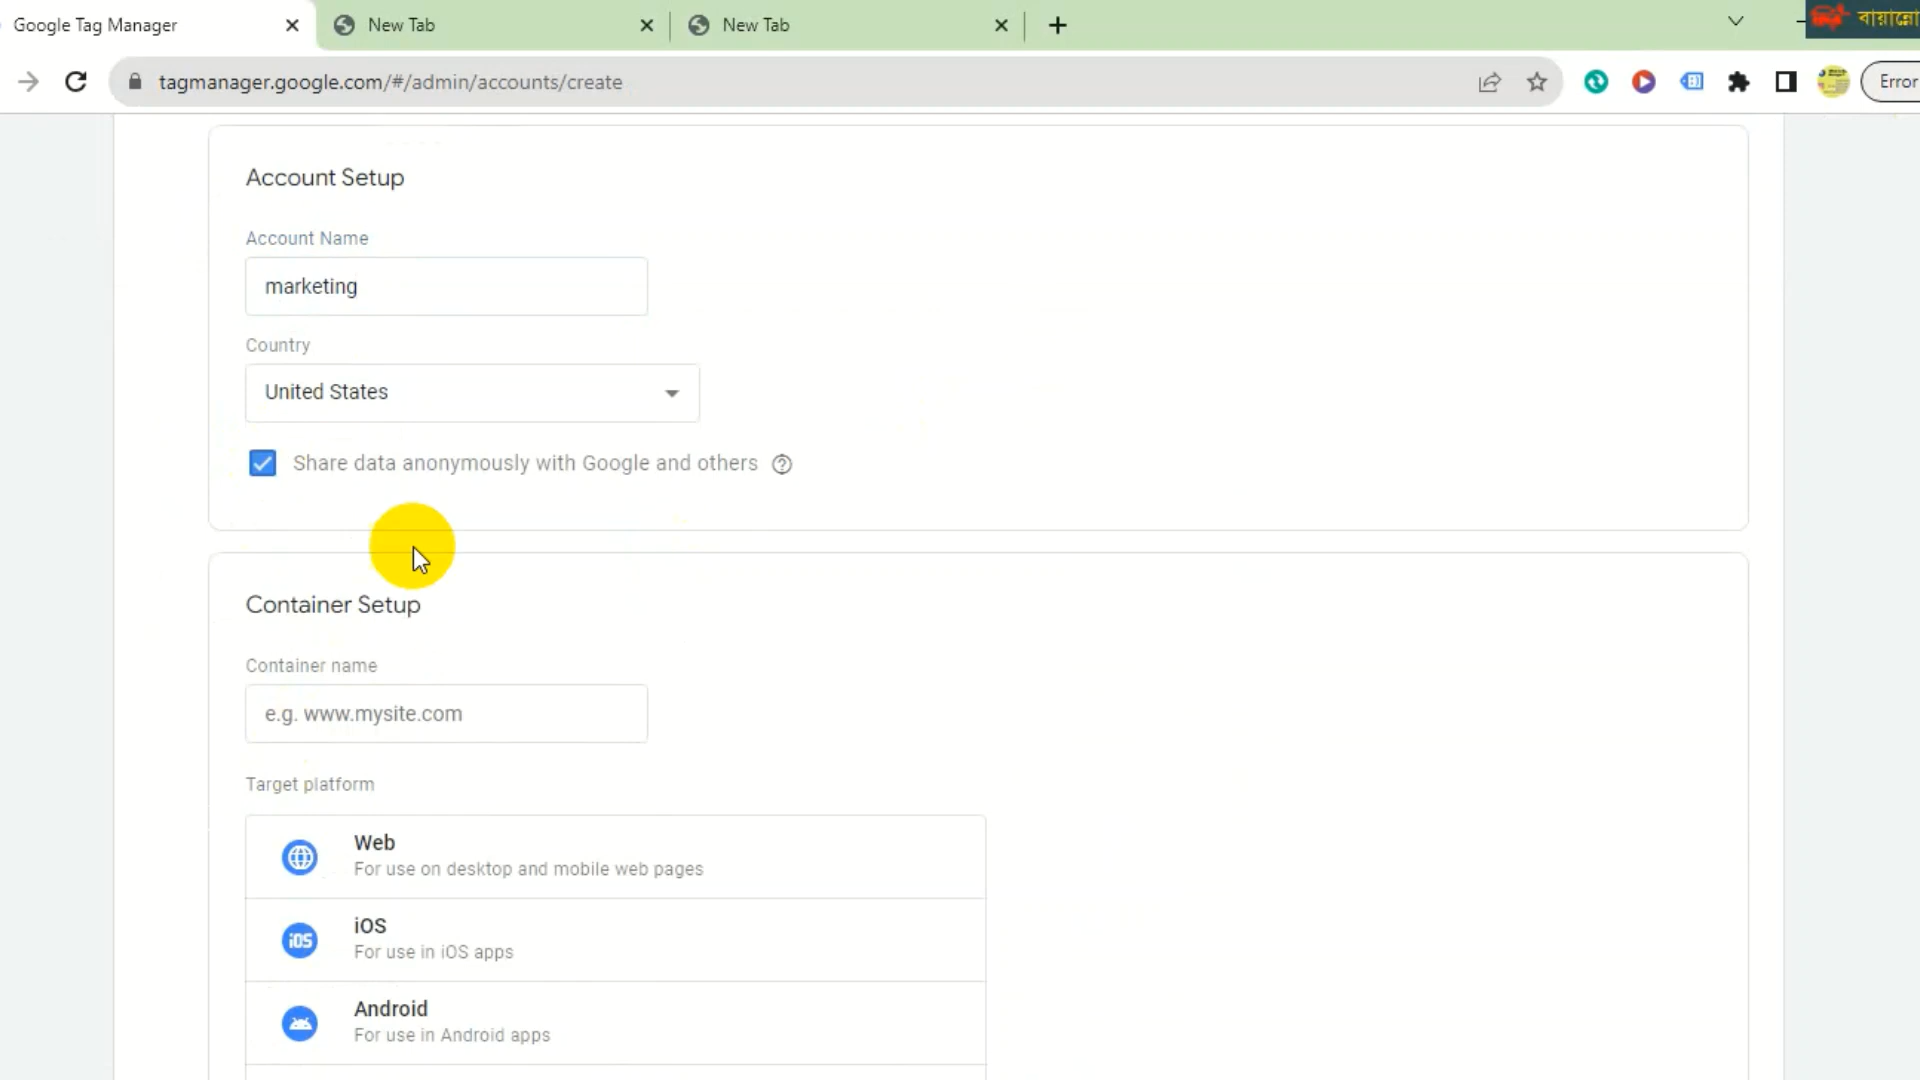 Google Tag Manager
New Tab
New Tab
বায়ান্নো
tagmanager.google.com/#/admin/accounts/create
Error
Account Setup
Account Name
marketing
Country
United States
Share data anonymously with Google and others
Container Setup
Container name
e.g. www.mysite.com
Target platform
Web
For use on desktop and mobile web pages
iOS
iOS
For use in iOS apps
Android
For use in Android apps